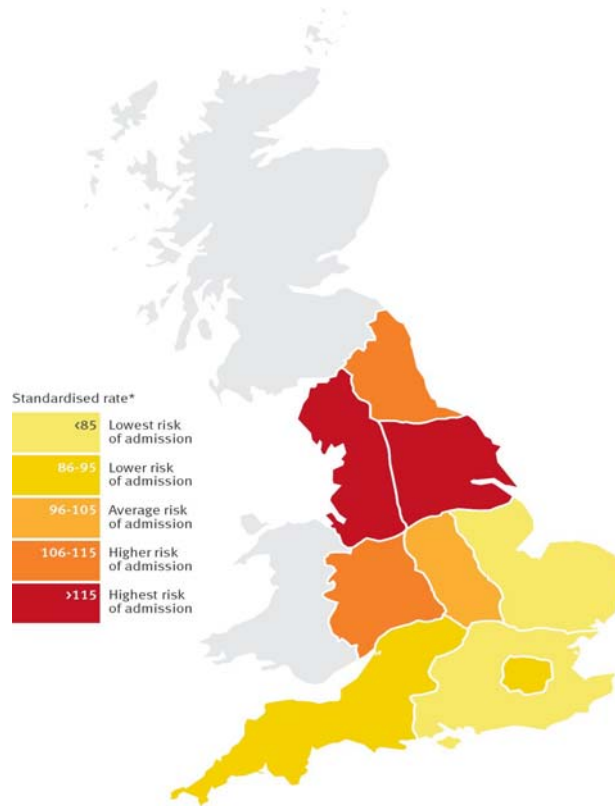 Standardised rate*
<85 Lowest risk
of admission
86-95 Lower risk
of admission
96-105 Average risk
of admission
106-115 Higher risk
of admission
>115 Highest risk
of admission